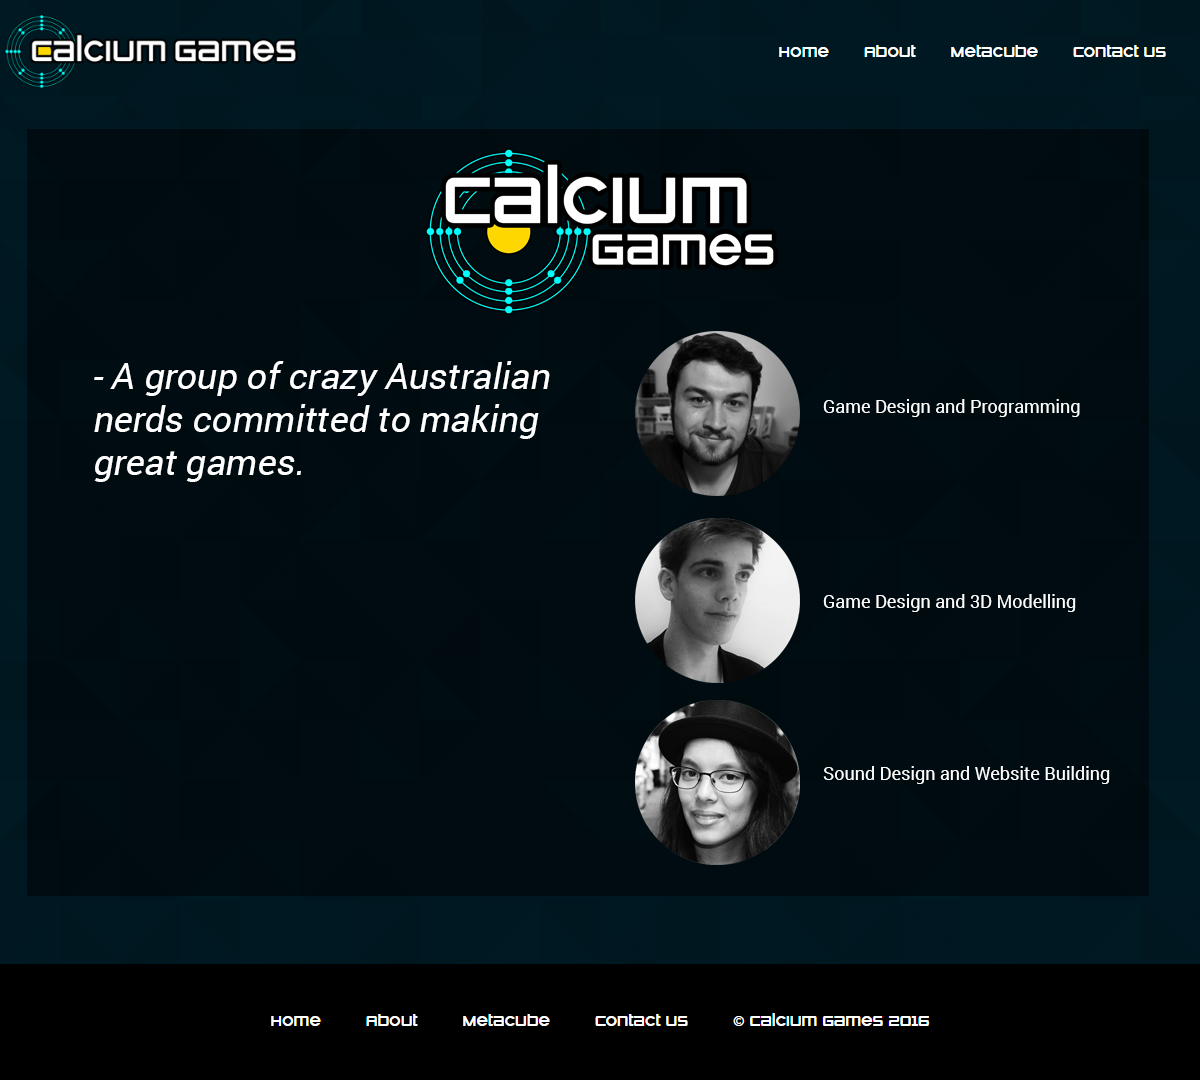 Calcium Games
Home About Metacube Contact Us
Calcium
Games
- A group of crazy Australian
nerds committed to making
great games.
Game Design and Programming
Game Design and 3D Modelling
Sound Design and Website Building
Home About Metacube Contact Us © Calcium Games 2016